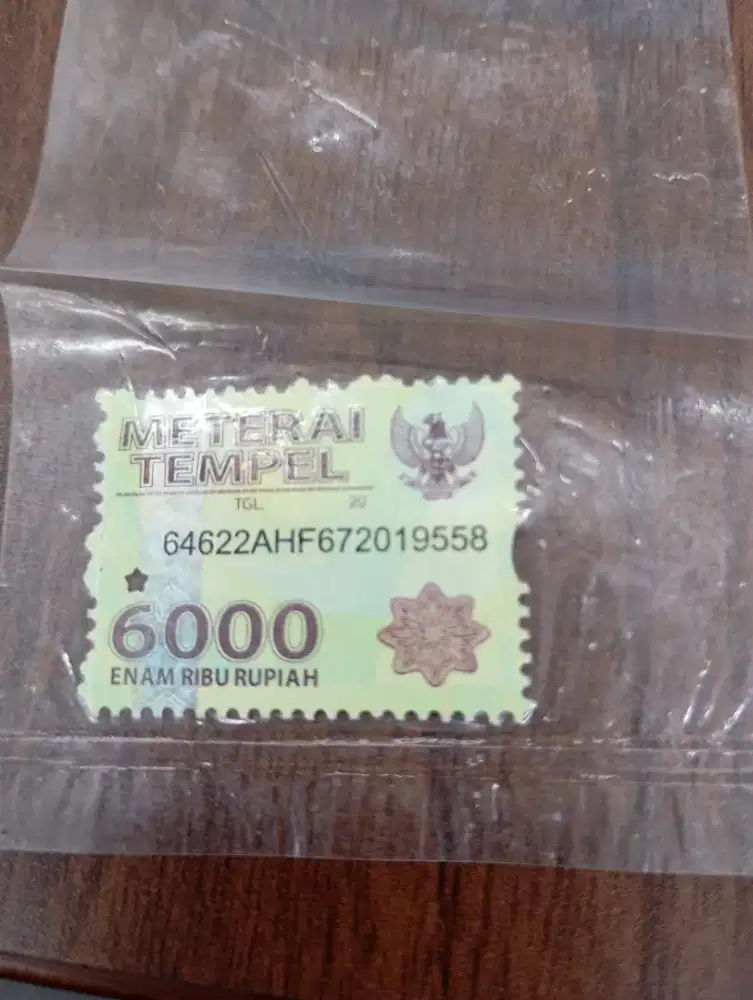 METERAI
TEMPEL
TGL. 20
64622AHF672019558
6000
ENAM RIBU RUPIAH